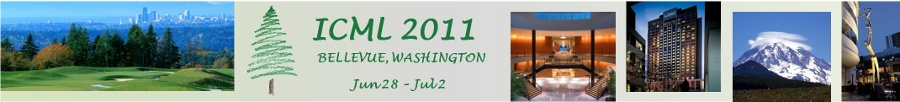 ICML 2011
BELLEVUE, WASHINGTON
Jun28 - Jul2